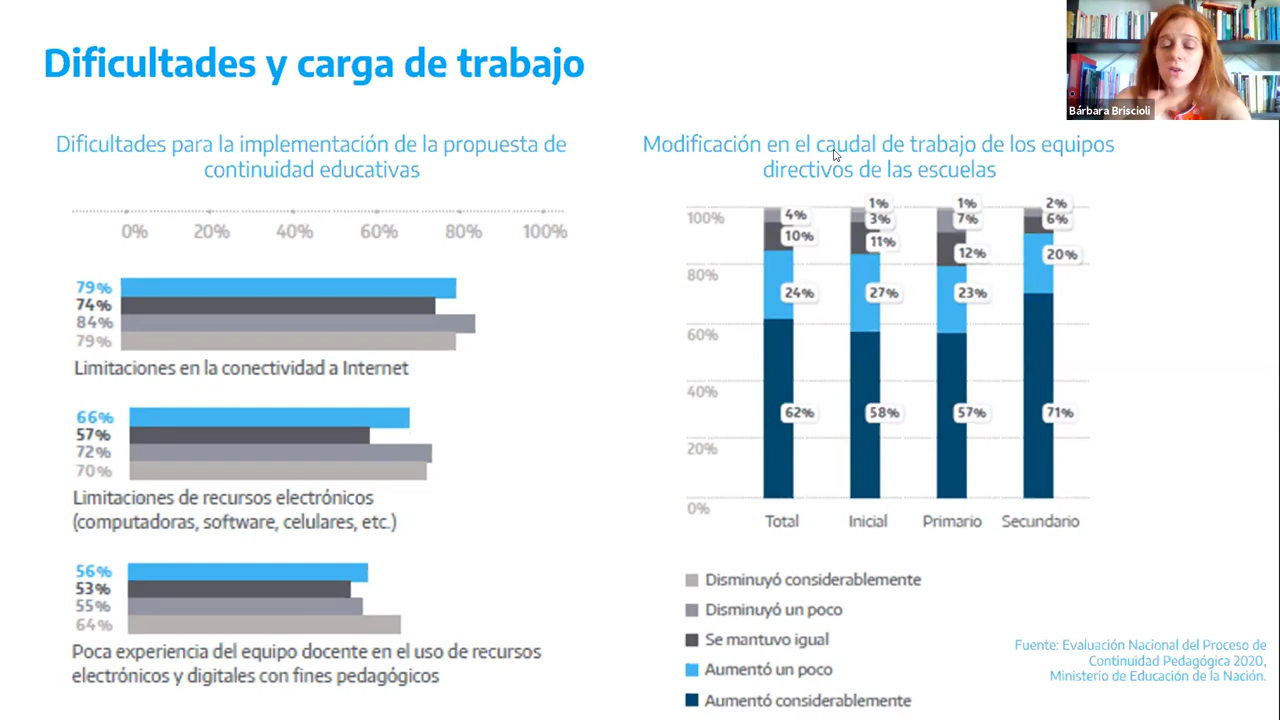 Dificultades y carga de trabajo
Bárbara Briscioli
Dificultades para la implementación de la propuesta de
continuidad educativas
0% 20% 40% 60% 80% 100%
79%
74%
84%
79%
Limitaciones en la conectividad a Internet
66%
57%
72%
70%
Limitaciones de recursos electrónicos
(computadoras, software, celulares, etc.)
56%
53%
55%
64%
Poca experiencia del equipo docente en el uso de recursos
electrónicos y digitales con fines pedagógicos
Modificación en el caudal de trabajo de los equipos
directivos de las escuelas
1% 1% 2%
100% 4% 3% 7% 6%
10% 11% 12% 20%
80%
24% 27% 23%
60%
40%
62% 58% 57% 71%
20%
0%
Total Inicial Primario Secundario
Disminuyó considerablemente
Disminuyó un poco
Se mantuvo igual
Aumentó un poco
Aumentó considerablemente
Fuente: Evaluación Nacional del Proceso de
Continuidad Pedagógica 2020,
Ministerio de Educación de la Nación.